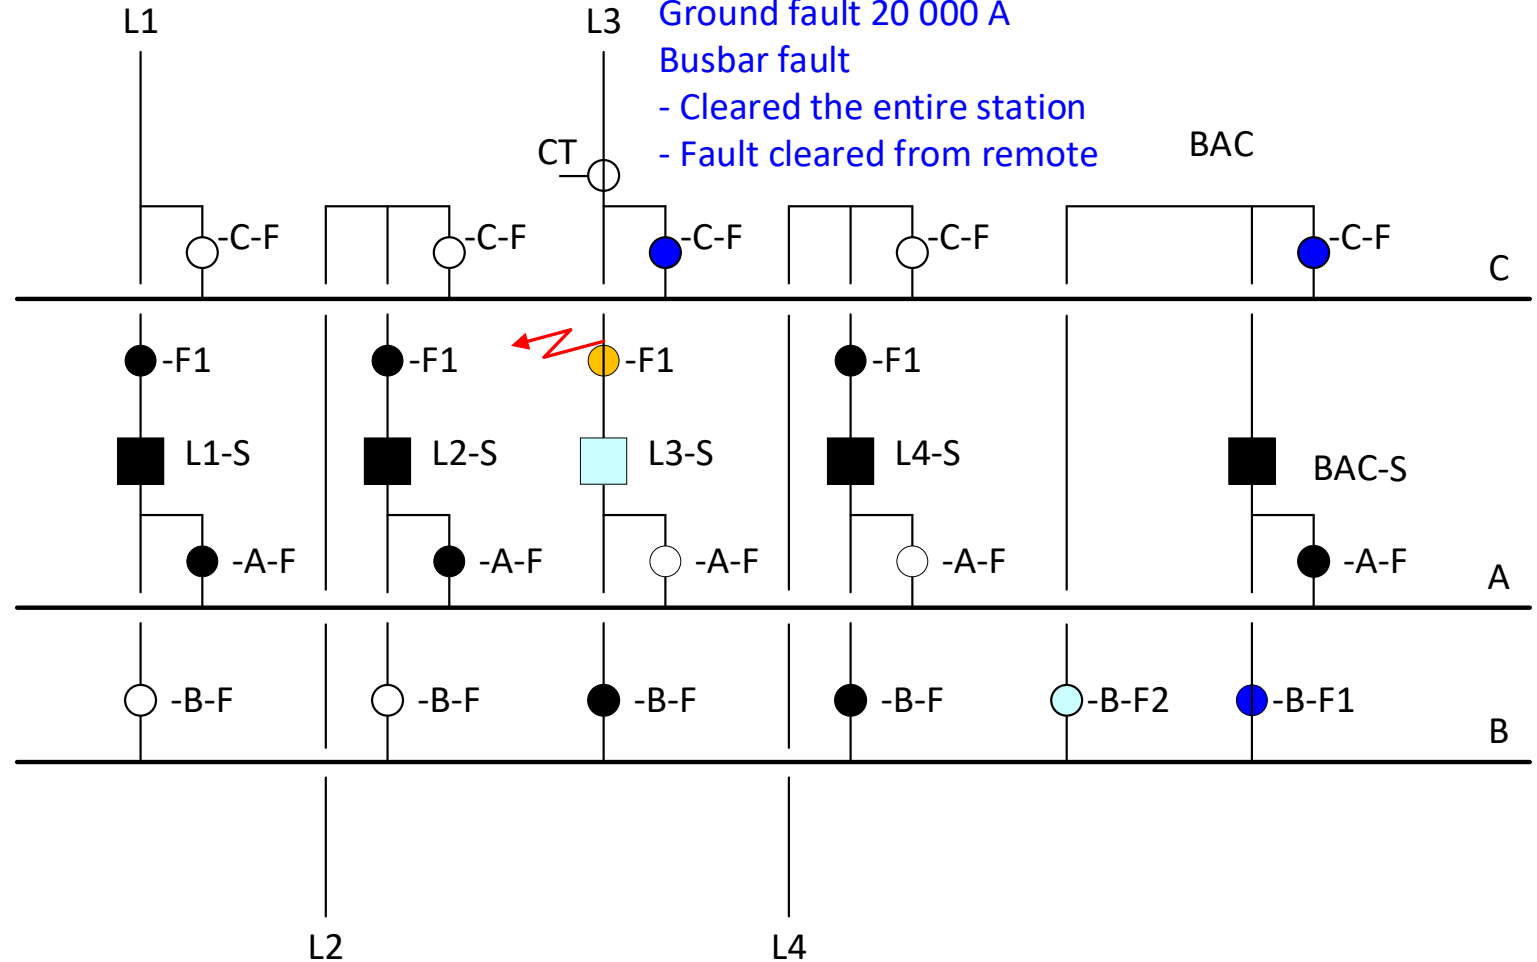 L1
L3
Ground fault 20 000 A
Busbar fault
- Cleared the entire station
- Fault cleared from remote
CT
BAC
-C-F
-C-F
-C-F
-C-F
-C-F
C
-F1
-F1
-F1
-F1
L1-S
L2-S
L3-S
L4-S
BAC-S
-A-F
-A-F
-A-F
-A-F
-A-F
A
-B-F
-B-F
-B-F
-B-F
-B-F2
-B-F1
B
L2
L4